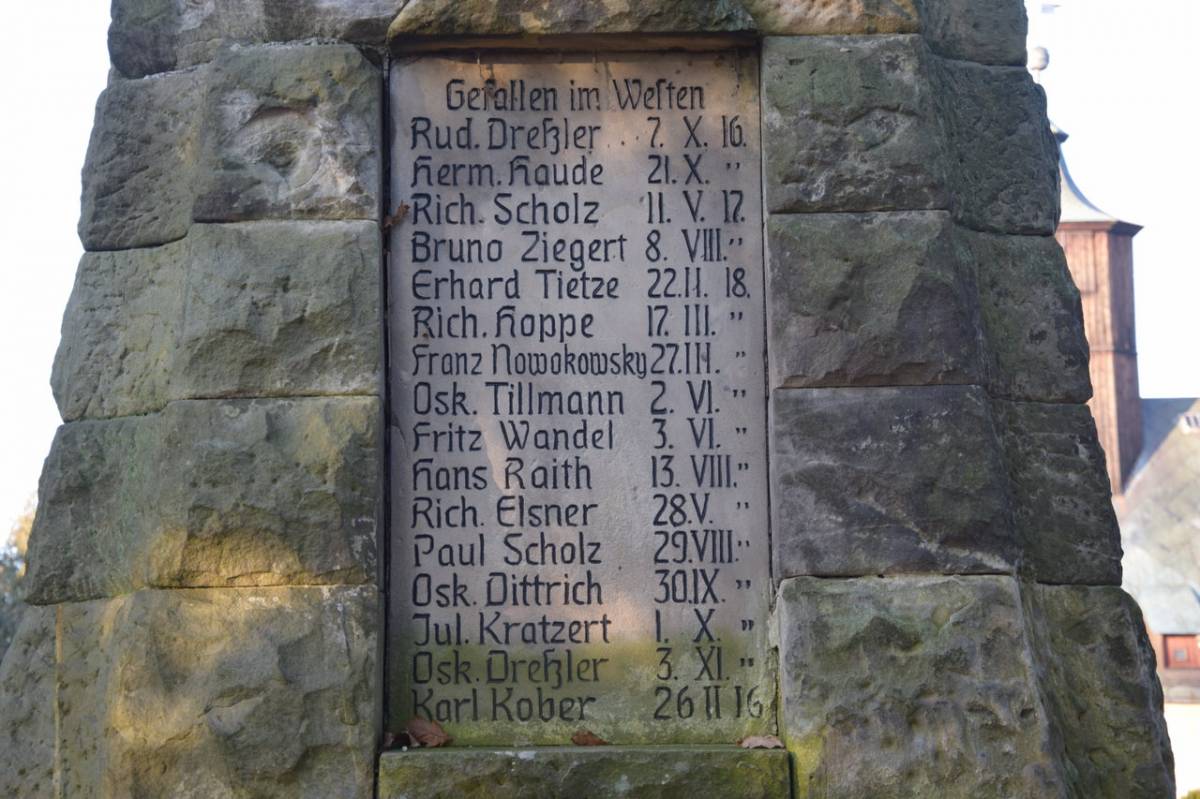 Gefallen im Westen
Rud. Dreßler 7. X. 16.
Herm. Haude 21. X. "
Rich. Scholz 11. V. 17.
Bruno Ziegert 8. VIII. "
Erhard Tietze 22. II. 18.
Rich. Hoppe 17. III. "
Franz Nowakowsky 27. III. "
Osk. Tillmann 2. VI. "
Fritz Wandel 3. VI. "
Hans Raith 13. VIII. "
Rich. Elsner 28. V. "
Paul Scholz 29. VIII. "
Osk. Dittrich 30. IX. "
Jul. Kratzert 1. X. "
Osk. Dreßler 3. XI. "
Karl Kober 26 II 16